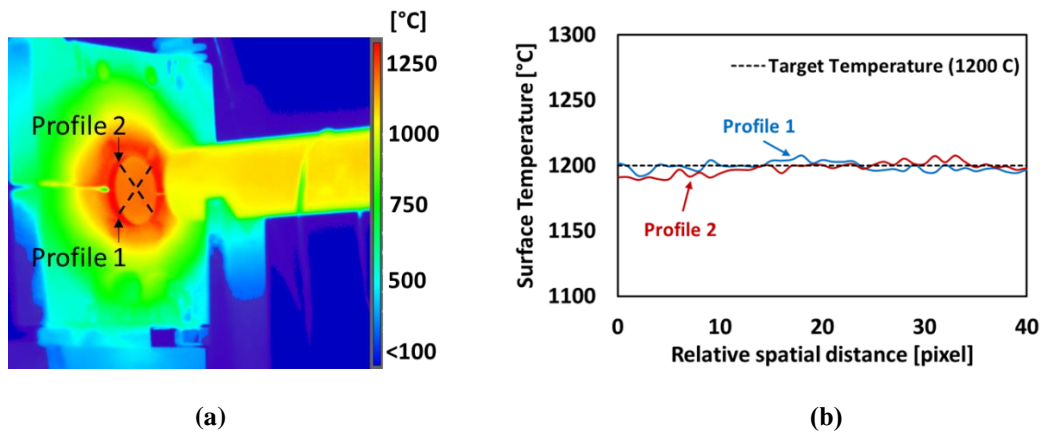 [°C]
1250
1000
750
500
<100
Profile 2
Profile 1
(a)
1300
1250
1200
1150
1100
Surface Temperature [°C]
Target Temperature (1200 C)
Profile 1
Profile 2
0
10
20
30
40
Relative spatial distance [pixel]
(b)